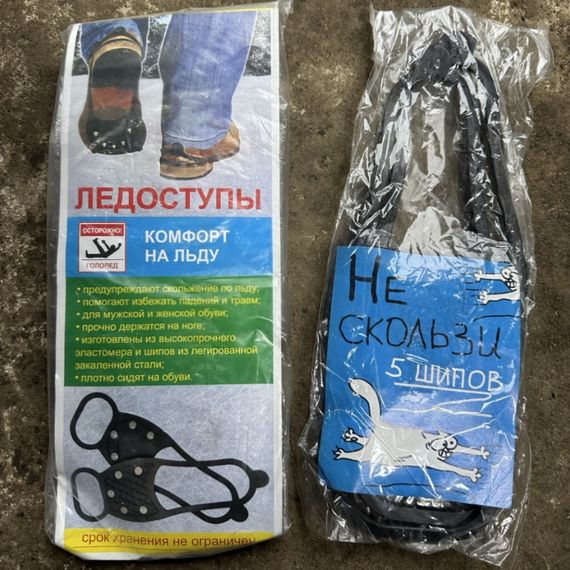 ЛЕДОСТУПЫ
ОСТОРОЖНО!
ГОЛОЛЕД
КОМФОРТ
НА ЛЬДУ
• предупреждают скольжение по льду;
• помогают избежать падений и травм;
• для мужской и женской обуви;
• прочно держатся на ноге;
• изготовлены из высокопрочного
эластомера и шипов из легированной
закаленной стали;
• плотно сидят на обуви.
срок хранения не ограничен
НЕ
СКОЛЬЗИ
5 ШИПОВ